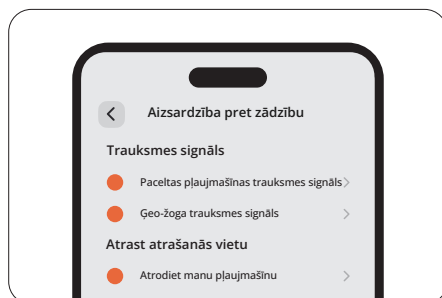 Aizsardzība pret zādzību
Trauksmes signāls
Paceltas pļaujmašīnas trauksmes signāls
Ģeo-žoga trauksmes signāls
Atrast atrašanās vietu
Atrodiet manu pļaujmašīnu